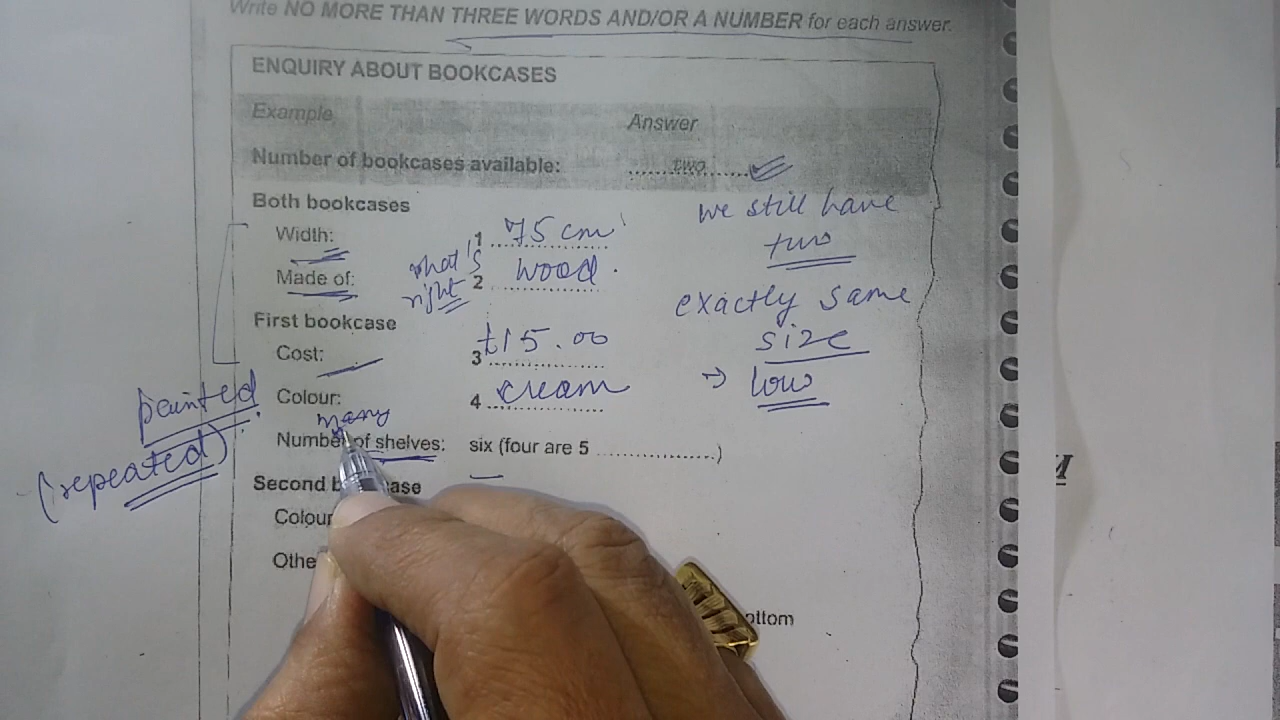 Write NO MORE THAN THREE WORDS AND/OR A NUMBER for each answer.
ENQUIRY ABOUT BOOKCASES
Example Answer
Number of bookcases available: two
Both bookcases
we still have
two
Width: 1 75 cm
what's
right
Made of: 2 wood.
exactly same
size
First bookcase
Cost: 3 £15.00
→ low
painted
(repeated)
Colour: 4 cream
many
Number of shelves: six (four are 5 ....................)
Second
ase
Colour
Othe
ottom